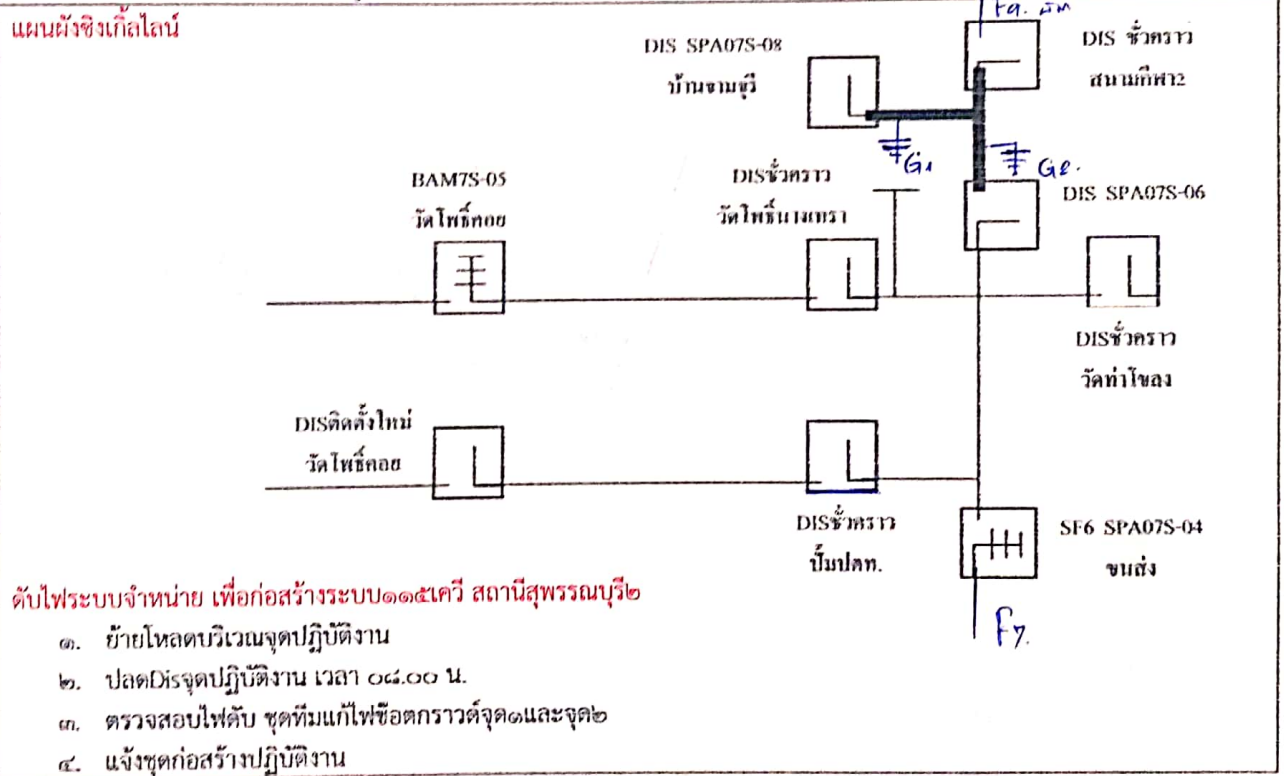 แผนผังซิงเกิ้ลไลน์
DIS SPA07S-08
บ้านจามจุรี
DIS ชั่วคราว
สนามกีฬา2
G1
G2.
BAM7S-05
วัดโพธิ์คอย
DISชั่วคราว
วัดโพธิ์นางเทรา
DIS SPA07S-06
DISชั่วคราว
วัดท่าโขลง
DISติดตั้งใหม่
วัดโพธิ์คอย
DISชั่วคราว
ปั๊มปตท.
SF6 SPA07S-04
ขนส่ง
F7.
ดับไฟระบบจำหน่าย เพื่อก่อสร้างระบบ๑๑๕เควี สถานีสุพรรณบุรี๒
๑. ย้ายโหลดบริเวณจุดปฏิบัติงาน
๒. ปลดDisจุดปฏิบัติงาน เวลา ๐๘.๐๐ น.
๓. ตรวจสอบไฟดับ ชุดทีมแก้ไฟช๊อตกราวด์จุด๑และจุด๒
๔. แจ้งชุดก่อสร้างปฏิบัติงาน